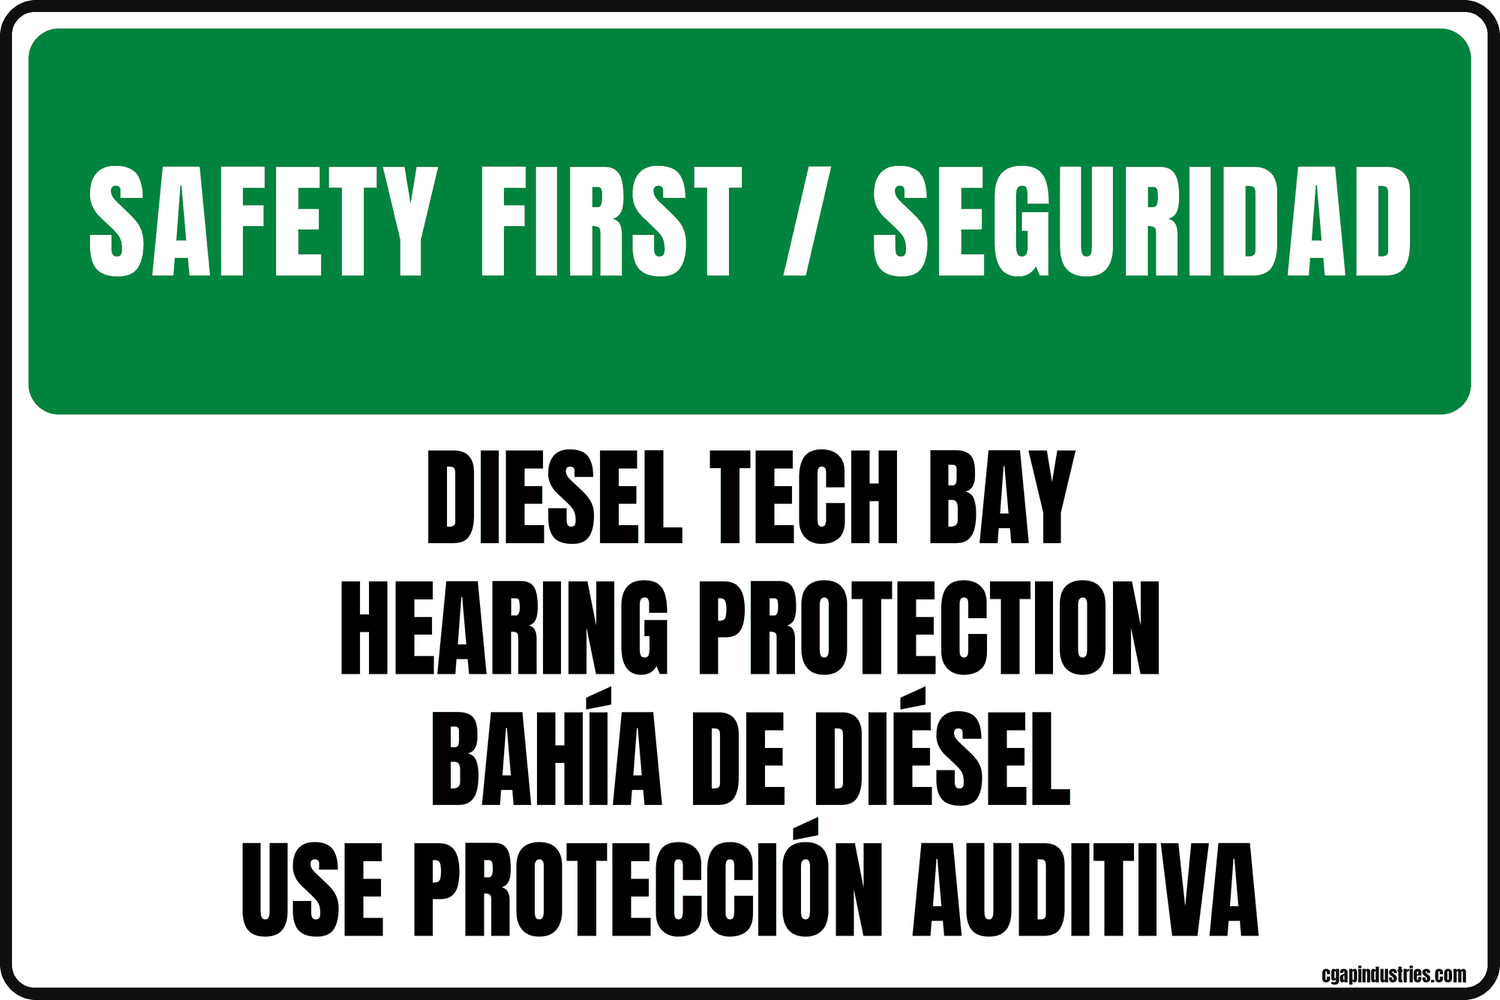 SAFETY FIRST / SEGURIDAD
DIESEL TECH BAY
HEARING PROTECTION
BAHÍA DE DIÉSEL
USE PROTECCIÓN AUDITIVA
cgapindustries.com